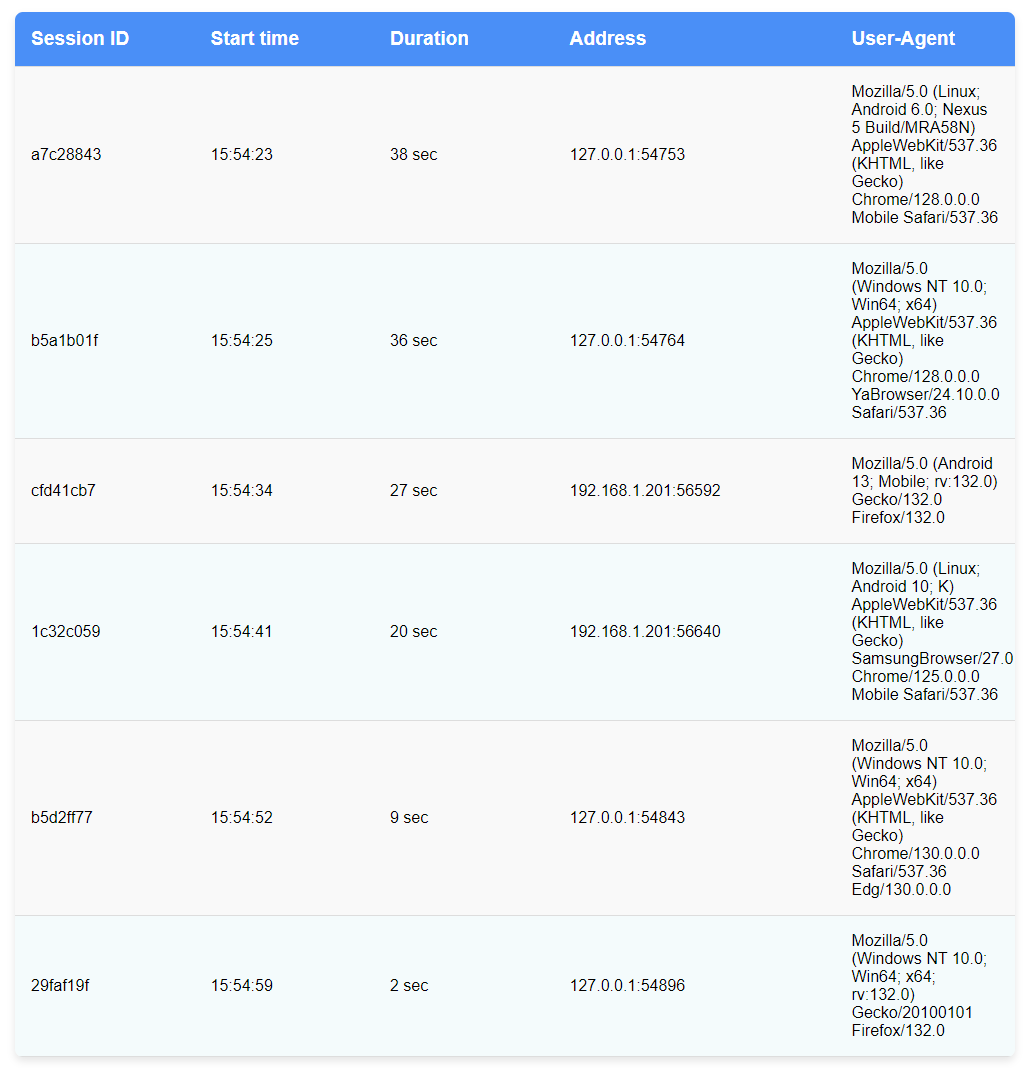 Session ID Start time Duration Address User-Agent
Mozilla/5.0 (Linux;
Android 6.0; Nexus
5 Build/MRA58N)
AppleWebKit/537.36
a7c28843 15:54:23 38 sec 127.0.0.1:54753
(KHTML, like
Gecko)
Chrome/128.0.0.0
Mobile Safari/537.36
Mozilla/5.0
(Windows NT 10.0;
Win64; x64)
AppleWebKit/537.36
b5a1b01f 15:54:25 36 sec 127.0.0.1:54764 (KHTML, like
Gecko)
Chrome/128.0.0.0
YaBrowser/24.10.0.0
Safari/537.36
Mozilla/5.0 (Android
13; Mobile; rv:132.0)
cfd41cb7 15:54:34 27 sec 192.168.1.201:56592
Gecko/132.0
Firefox/132.0
Mozilla/5.0 (Linux;
Android 10; K)
AppleWebKit/537.36
(KHTML, like
1c32c059 15:54:41 20 sec 192.168.1.201:56640
Gecko)
SamsungBrowser/27.0
Chrome/125.0.0.0
Mobile Safari/537.36
Mozilla/5.0
(Windows NT 10.0;
Win64; x64)
AppleWebKit/537.36
b5d2ff77 15:54:52 9 sec 127.0.0.1:54843 (KHTML, like
Gecko)
Chrome/130.0.0.0
Safari/537.36
Edg/130.0.0.0
Mozilla/5.0
(Windows NT 10.0;
Win64; x64;
29faf19f 15:54:59 2 sec 127.0.0.1:54896
rv:132.0)
Gecko/20100101
Firefox/132.0